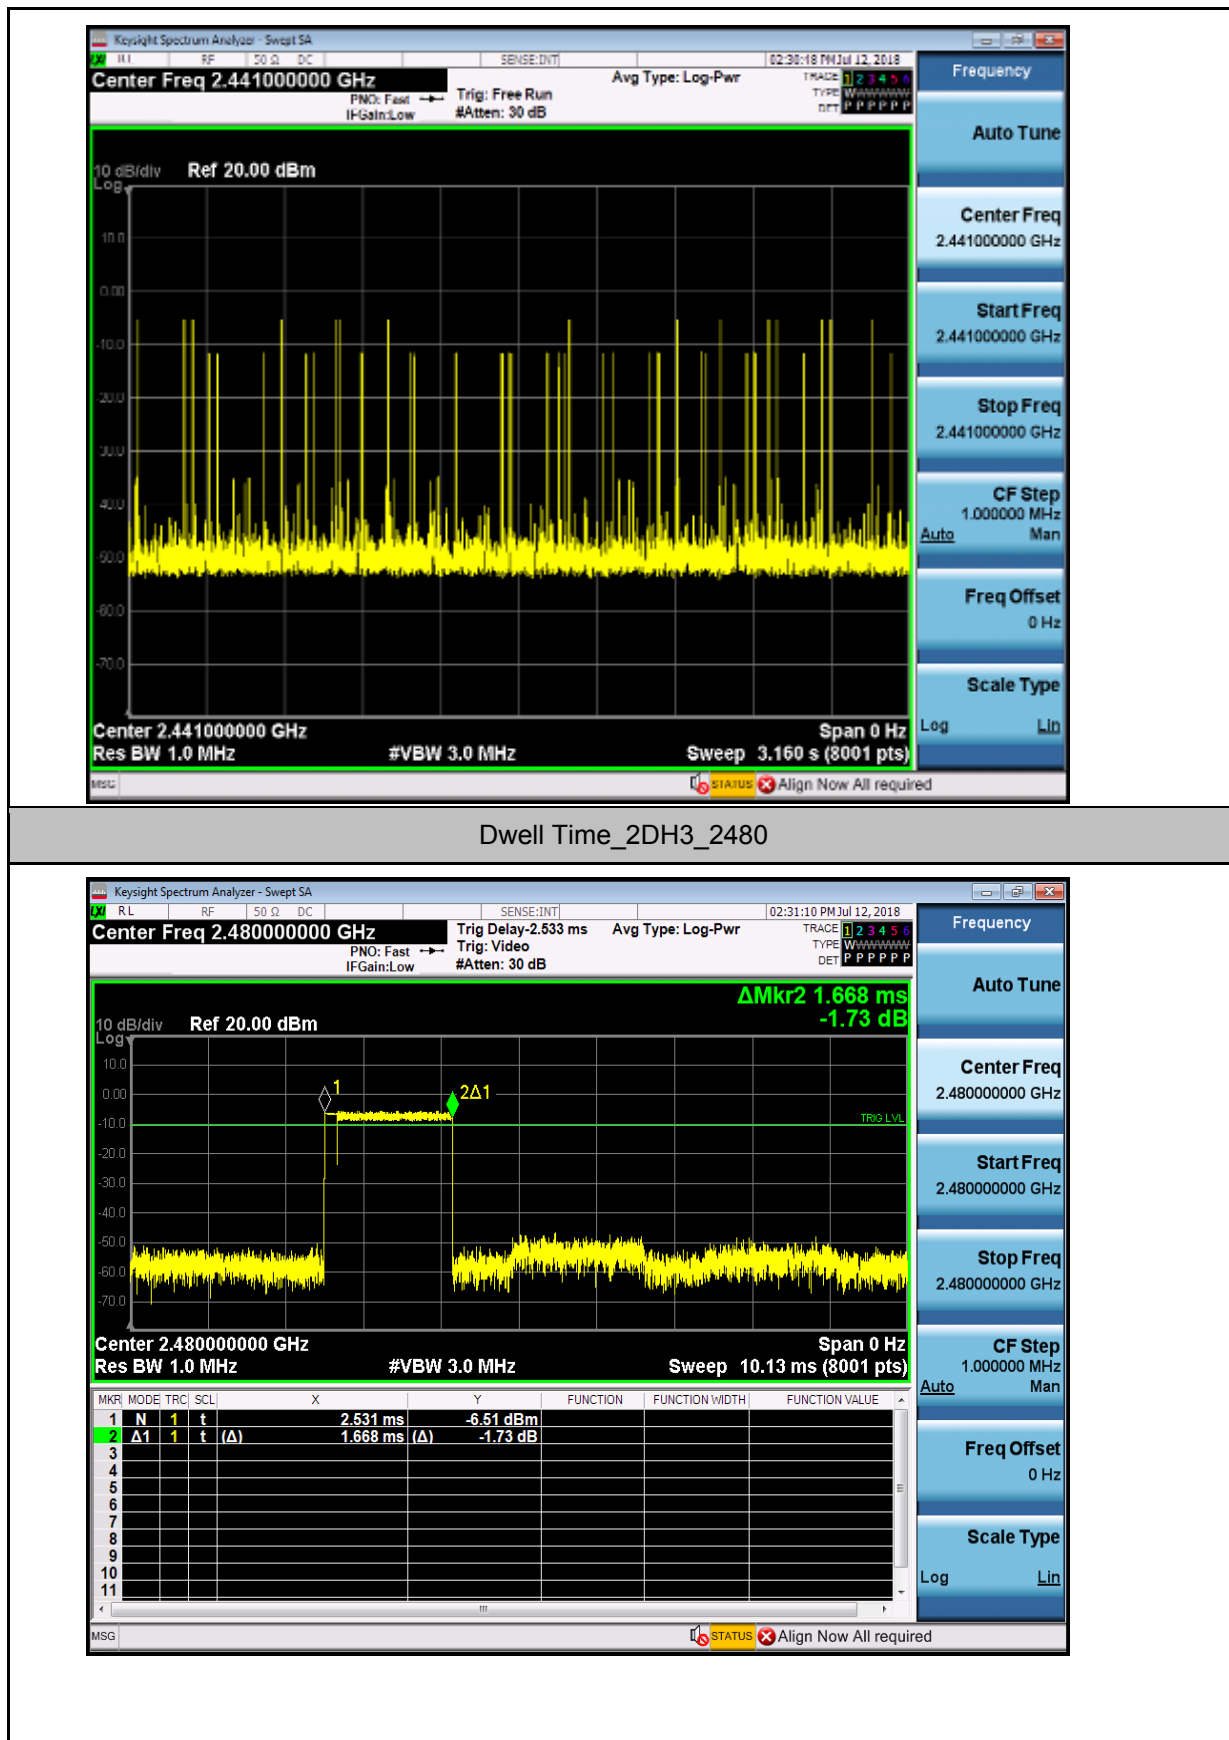 Keysight Spectrum Analyzer - Swept SA
RL RF 50 Ω DC SENSE:INT 02:30:48 PM Jul 12, 2018
Center Freq 2.441000000 GHz
PNO: Fast
IFGain:Low
Trig: Free Run
#Atten: 30 dB
Avg Type: Log-Pwr
TRACE 1 2 3 4 5 6
TYPE WWWWWW
DET P P P P P P
10 dB/div Ref 20.00 dBm
Log
10.0
0.00
-10.0
-20.0
-30.0
-40.0
-50.0
-60.0
-70.0
Center 2.441000000 GHz Span 0 Hz
Res BW 1.0 MHz #VBW 3.0 MHz Sweep 3.160 s (8001 pts)
MSG STATUS Align Now All required
Frequency
Auto Tune
Center Freq
2.441000000 GHz
Start Freq
2.441000000 GHz
Stop Freq
2.441000000 GHz
CF Step
1.000000 MHz
Auto Man
Freq Offset
0 Hz
Scale Type
Log Lin
Dwell Time_2DH3_2480
Keysight Spectrum Analyzer - Swept SA
LXI RL RF 50 Ω DC SENSE:INT 02:31:10 PM Jul 12, 2018
Center Freq 2.480000000 GHz
PNO: Fast
IFGain:Low
Trig Delay-2.533 ms
Trig: Video
#Atten: 30 dB
Avg Type: Log-Pwr
TRACE 1 2 3 4 5 6
TYPE WWWWWW
DET P P P P P P
ΔMkr2 1.668 ms
-1.73 dB
10 dB/div Ref 20.00 dBm
Log
10.0
0.00
-10.0
-20.0
-30.0
-40.0
-50.0
-60.0
-70.0
1
2Δ1
TRIG LVL
Center 2.480000000 GHz Span 0 Hz
Res BW 1.0 MHz #VBW 3.0 MHz Sweep 10.13 ms (8001 pts)
MKR MODE TRC SCL X Y FUNCTION FUNCTION WIDTH FUNCTION VALUE
1 N 1 t 2.531 ms -6.51 dBm
2 Δ1 1 t (Δ) 1.668 ms (Δ) -1.73 dB
3
4
5
6
7
8
9
10
11
MSG STATUS Align Now All required
Frequency
Auto Tune
Center Freq
2.480000000 GHz
Start Freq
2.480000000 GHz
Stop Freq
2.480000000 GHz
CF Step
1.000000 MHz
Auto Man
Freq Offset
0 Hz
Scale Type
Log Lin